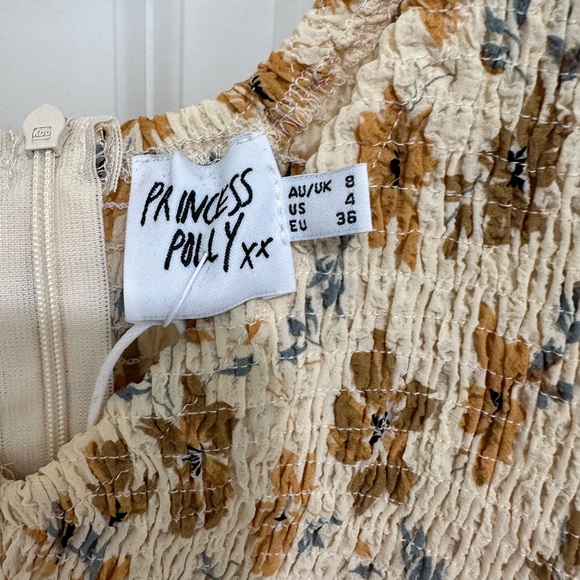 PRINCESS
POLLY xx
AU/UK 8
US 4
EU 36